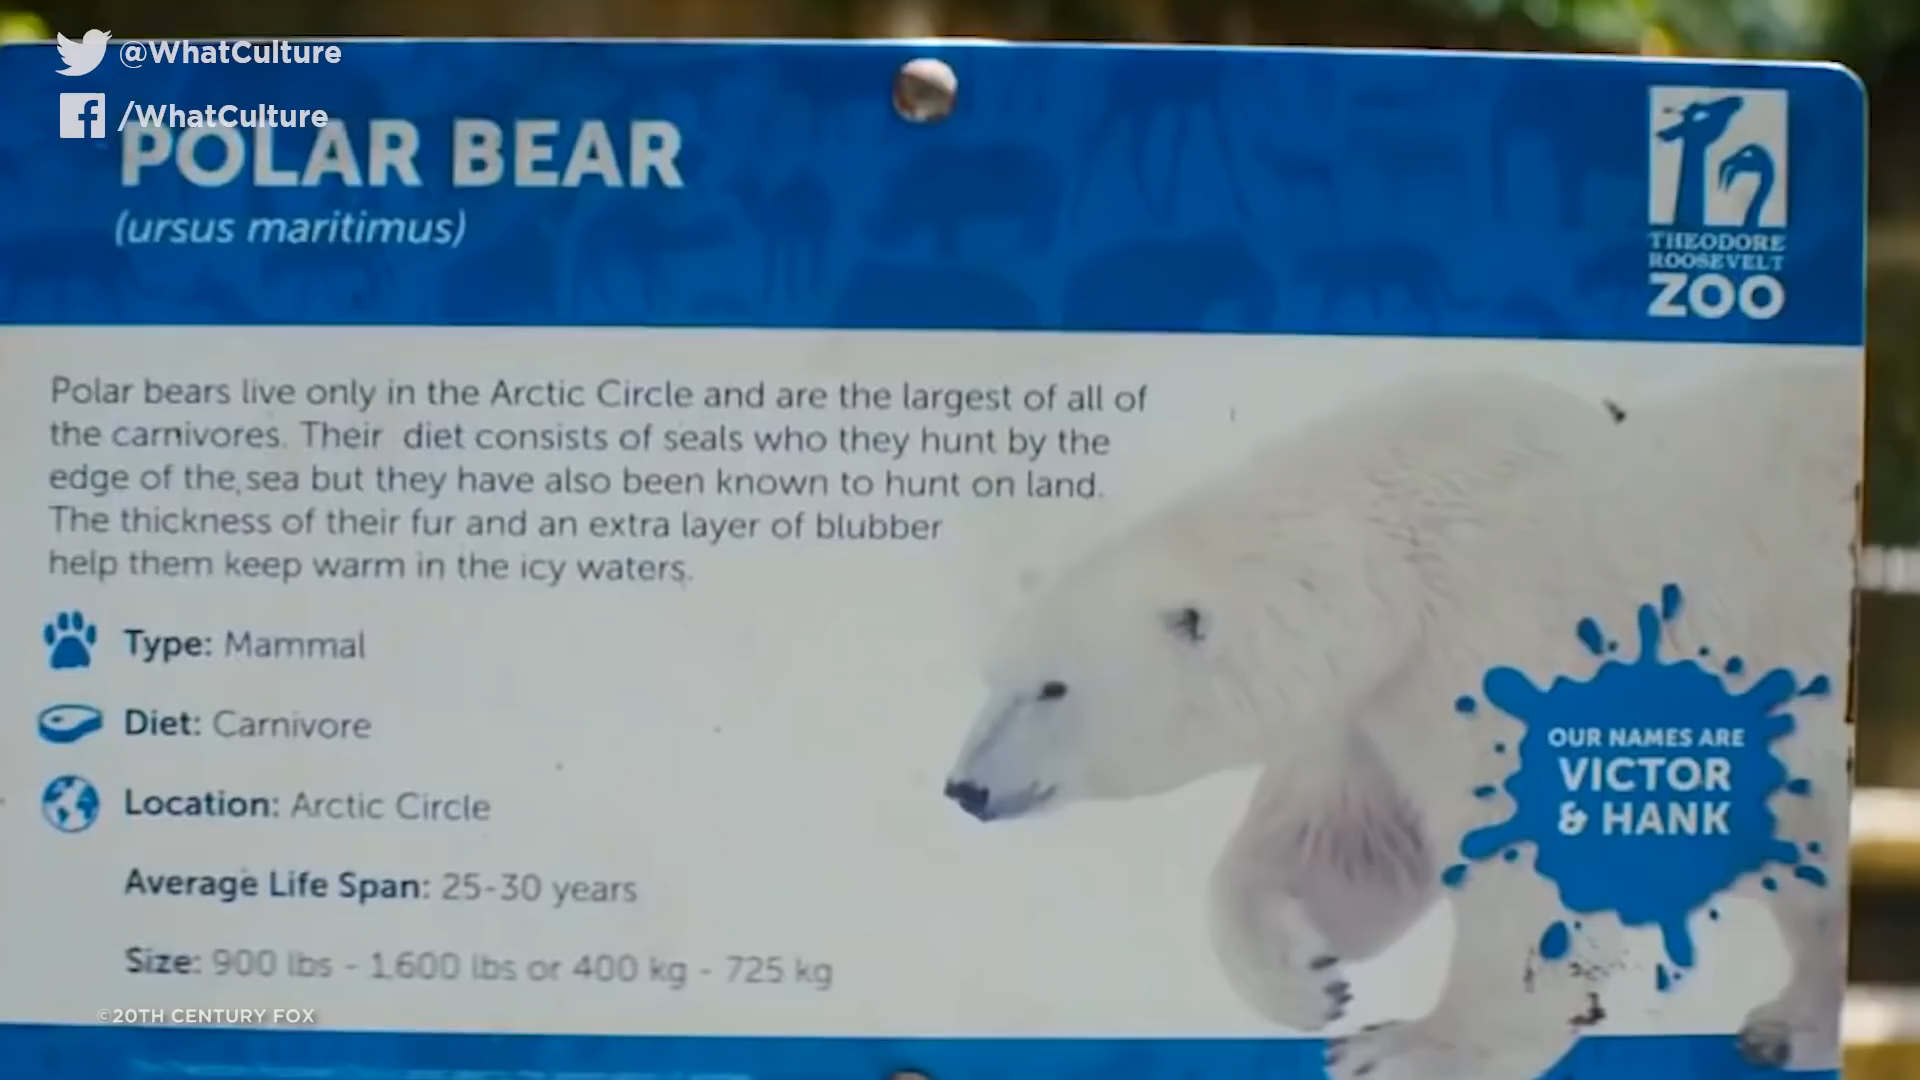 @WhatCulture
/WhatCulture
POLAR BEAR
(ursus maritimus)
THEODORE
ROOSEVELT
ZOO
Polar bears live only in the Arctic Circle and are the largest of all of
the carnivores. Their diet consists of seals who they hunt by the
edge of the sea but they have also been known to hunt on land.
The thickness of their fur and an extra layer of blubber
help them keep warm in the icy waters.
Type: Mammal
Diet: Carnivore
Location: Arctic Circle
Average Life Span: 25-30 years
Size: 900 lbs - 1,600 lbs or 400 kg - 725 kg
OUR NAMES ARE
VICTOR
& HANK
©20TH CENTURY FOX